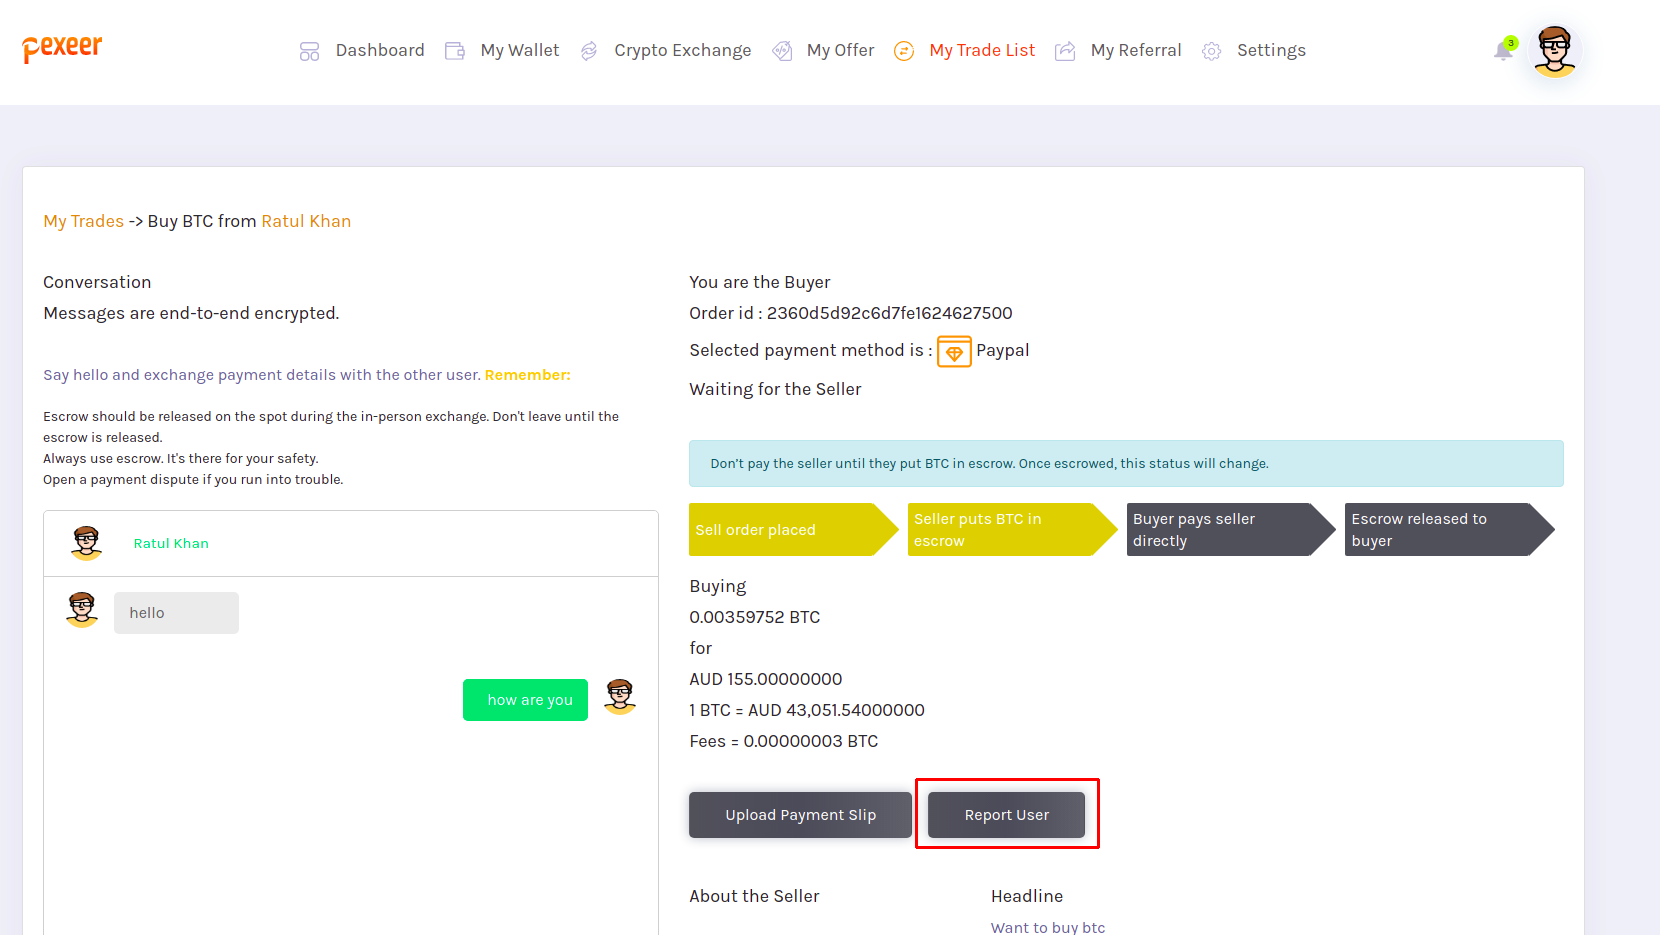 pexeer
Dashboard
My Wallet
Crypto Exchange
My Offer
My Trade List
My Referral
Settings
3
My Trades -> Buy BTC from Ratul Khan
Conversation
Messages are end-to-end encrypted.
Say hello and exchange payment details with the other user. Remember:
Escrow should be released on the spot during the in-person exchange. Don't leave until the
escrow is released.
Always use escrow. It's there for your safety.
Open a payment dispute if you run into trouble.
Ratul Khan
hello
how are you
You are the Buyer
Order id : 2360d5d92c6d7fe1624627500
Selected payment method is : Paypal
Waiting for the Seller
Don't pay the seller until they put BTC in escrow. Once escrowed, this status will change.
Sell order placed
Seller puts BTC in
escrow
Buyer pays seller
directly
Escrow released to
buyer
Buying
0.00359752 BTC
for
AUD 155.00000000
1 BTC = AUD 43,051.54000000
Fees = 0.00000003 BTC
Upload Payment Slip
Report User
About the Seller
Headline
Want to buy btc